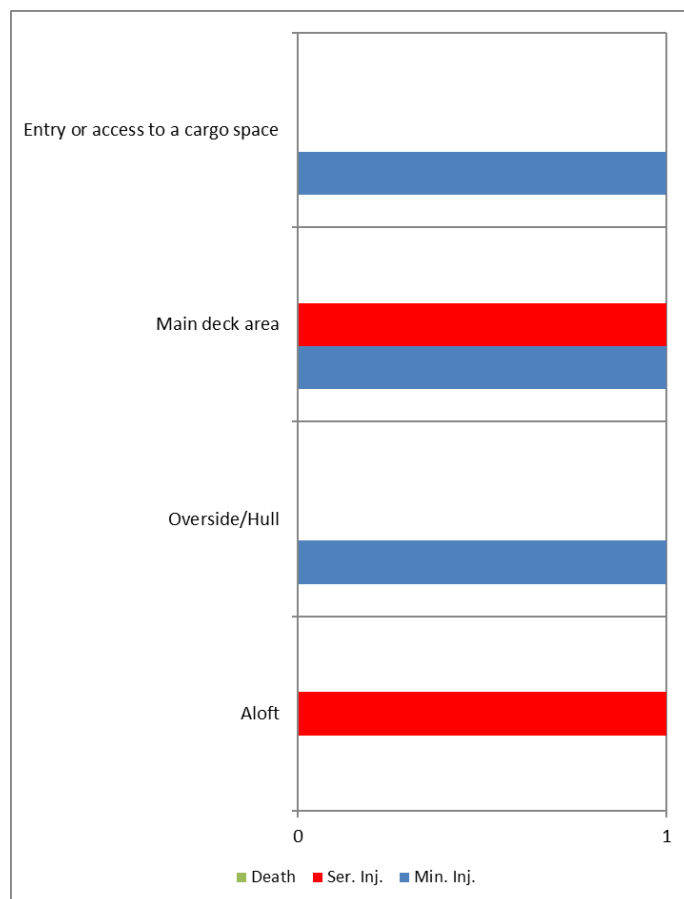 Entry or access to a cargo space
Main deck area
Overside/Hull
Aloft
0 1
Death Ser. Inj. Min. Inj.